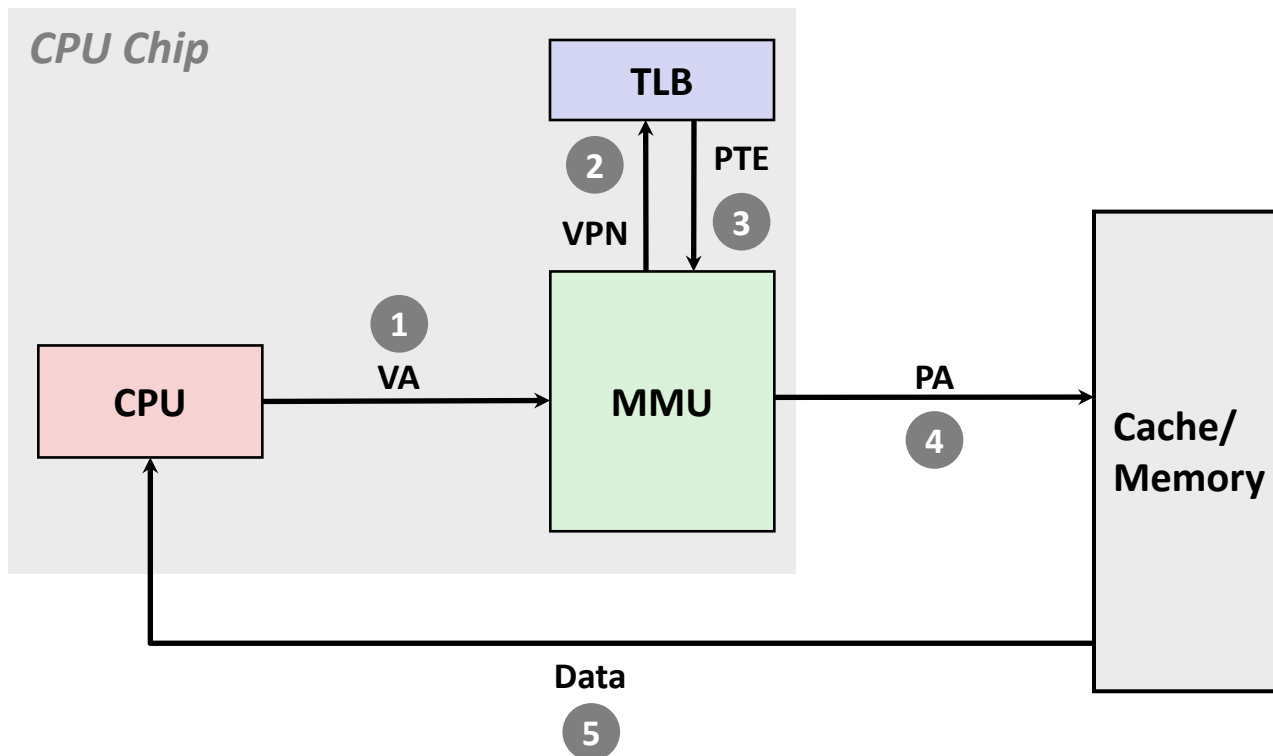 CPU Chip
TLB
2
PTE
3
VPN
1
VA
CPU
MMU
PA
4
Cache/
Memory
Data
5